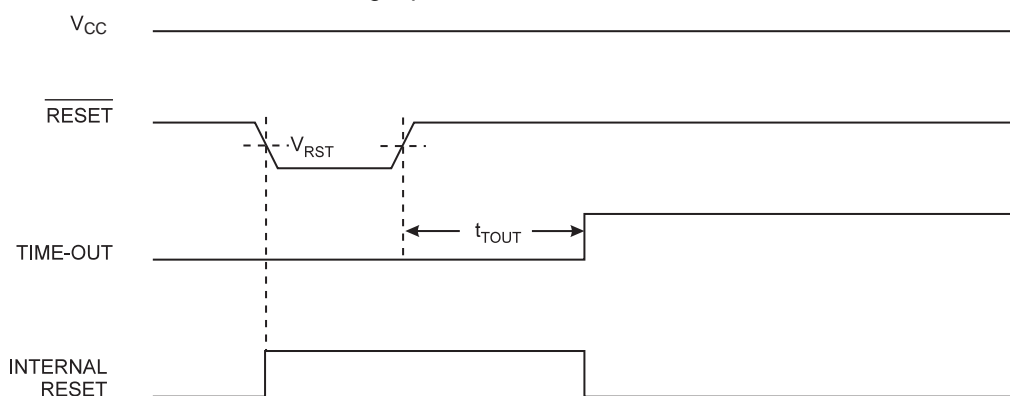 VCC
RESET
VRST
tTOUT
TIME-OUT
INTERNAL
RESET